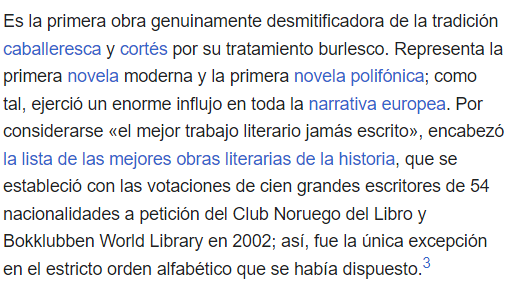 Es la primera obra genuinamente desmitificadora de la tradición
caballeresca y cortés por su tratamiento burlesco. Representa la
primera novela moderna y la primera novela polifónica; como
tal, ejerció un enorme influjo en toda la narrativa europea. Por
considerarse «el mejor trabajo literario jamás escrito», encabezó
la lista de las mejores obras literarias de la historia, que se
estableció con las votaciones de cien grandes escritores de 54
nacionalidades a petición del Club Noruego del Libro y
Bokklubben World Library en 2002; así, fue la única excepción
en el estricto orden alfabético que se había dispuesto.3